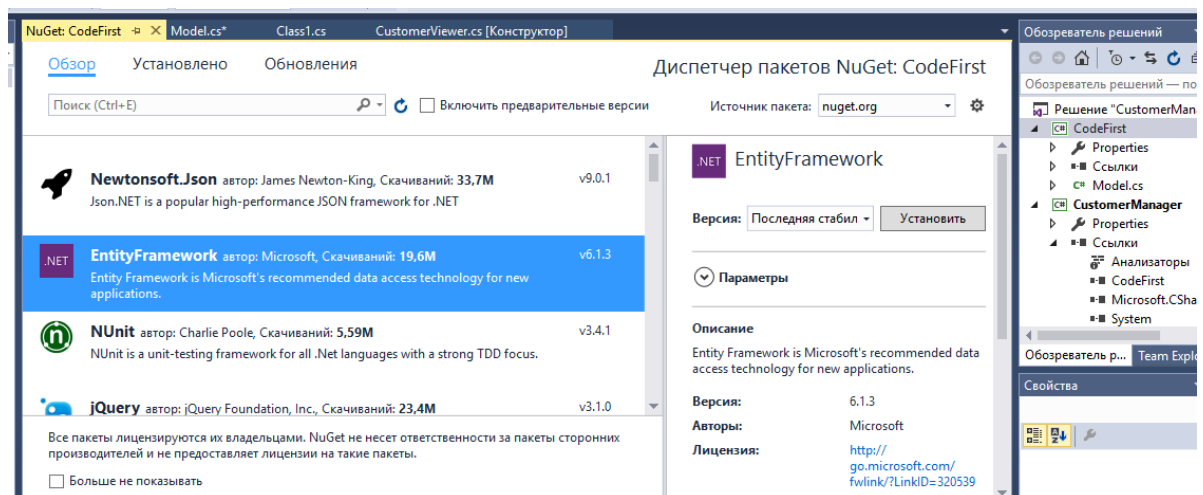 NuGet: CodeFirst
Model.cs*
Class1.cs
CustomerViewer.cs [Конструктор]
Обзор
Установлено
Обновления
Диспетчер пакетов NuGet: CodeFirst
Поиск (Ctrl+E)
Включить предварительные версии
Источник пакета:
nuget.org
Newtonsoft.Json автор: James Newton-King, Скачиваний: 33,7M
v9.0.1
Json.NET is a popular high-performance JSON framework for .NET
.NET
EntityFramework автор: Microsoft, Скачиваний: 19,6M
v6.1.3
Entity Framework is Microsoft's recommended data access technology for new
applications.
NUnit автор: Charlie Poole, Скачиваний: 5,59M
v3.4.1
NUnit is a unit-testing framework for all .Net languages with a strong TDD focus.
jQuery автор: jQuery Foundation, Inc., Скачиваний: 23,4M
v3.1.0
Все пакеты лицензируются их владельцами. NuGet не несет ответственности за пакеты сторонних
производителей и не предоставляет лицензии на такие пакеты.
Больше не показывать
.NET
EntityFramework
Версия:
Последняя стабил
Установить
Параметры
Описание
Entity Framework is Microsoft's recommended data
access technology for new applications.
Версия:
6.1.3
Авторы:
Microsoft
Лицензия:
http://
go.microsoft.com/
fwlink/?LinkID=320539
Обозреватель решений
Обозреватель решений — по
Решение "CustomerMan
C# CodeFirst
Properties
Ссылки
C# Model.cs
C# CustomerManager
Properties
Ссылки
Анализаторы
CodeFirst
Microsoft.CSha
System
Обозреватель р...
Team Explo
Свойства